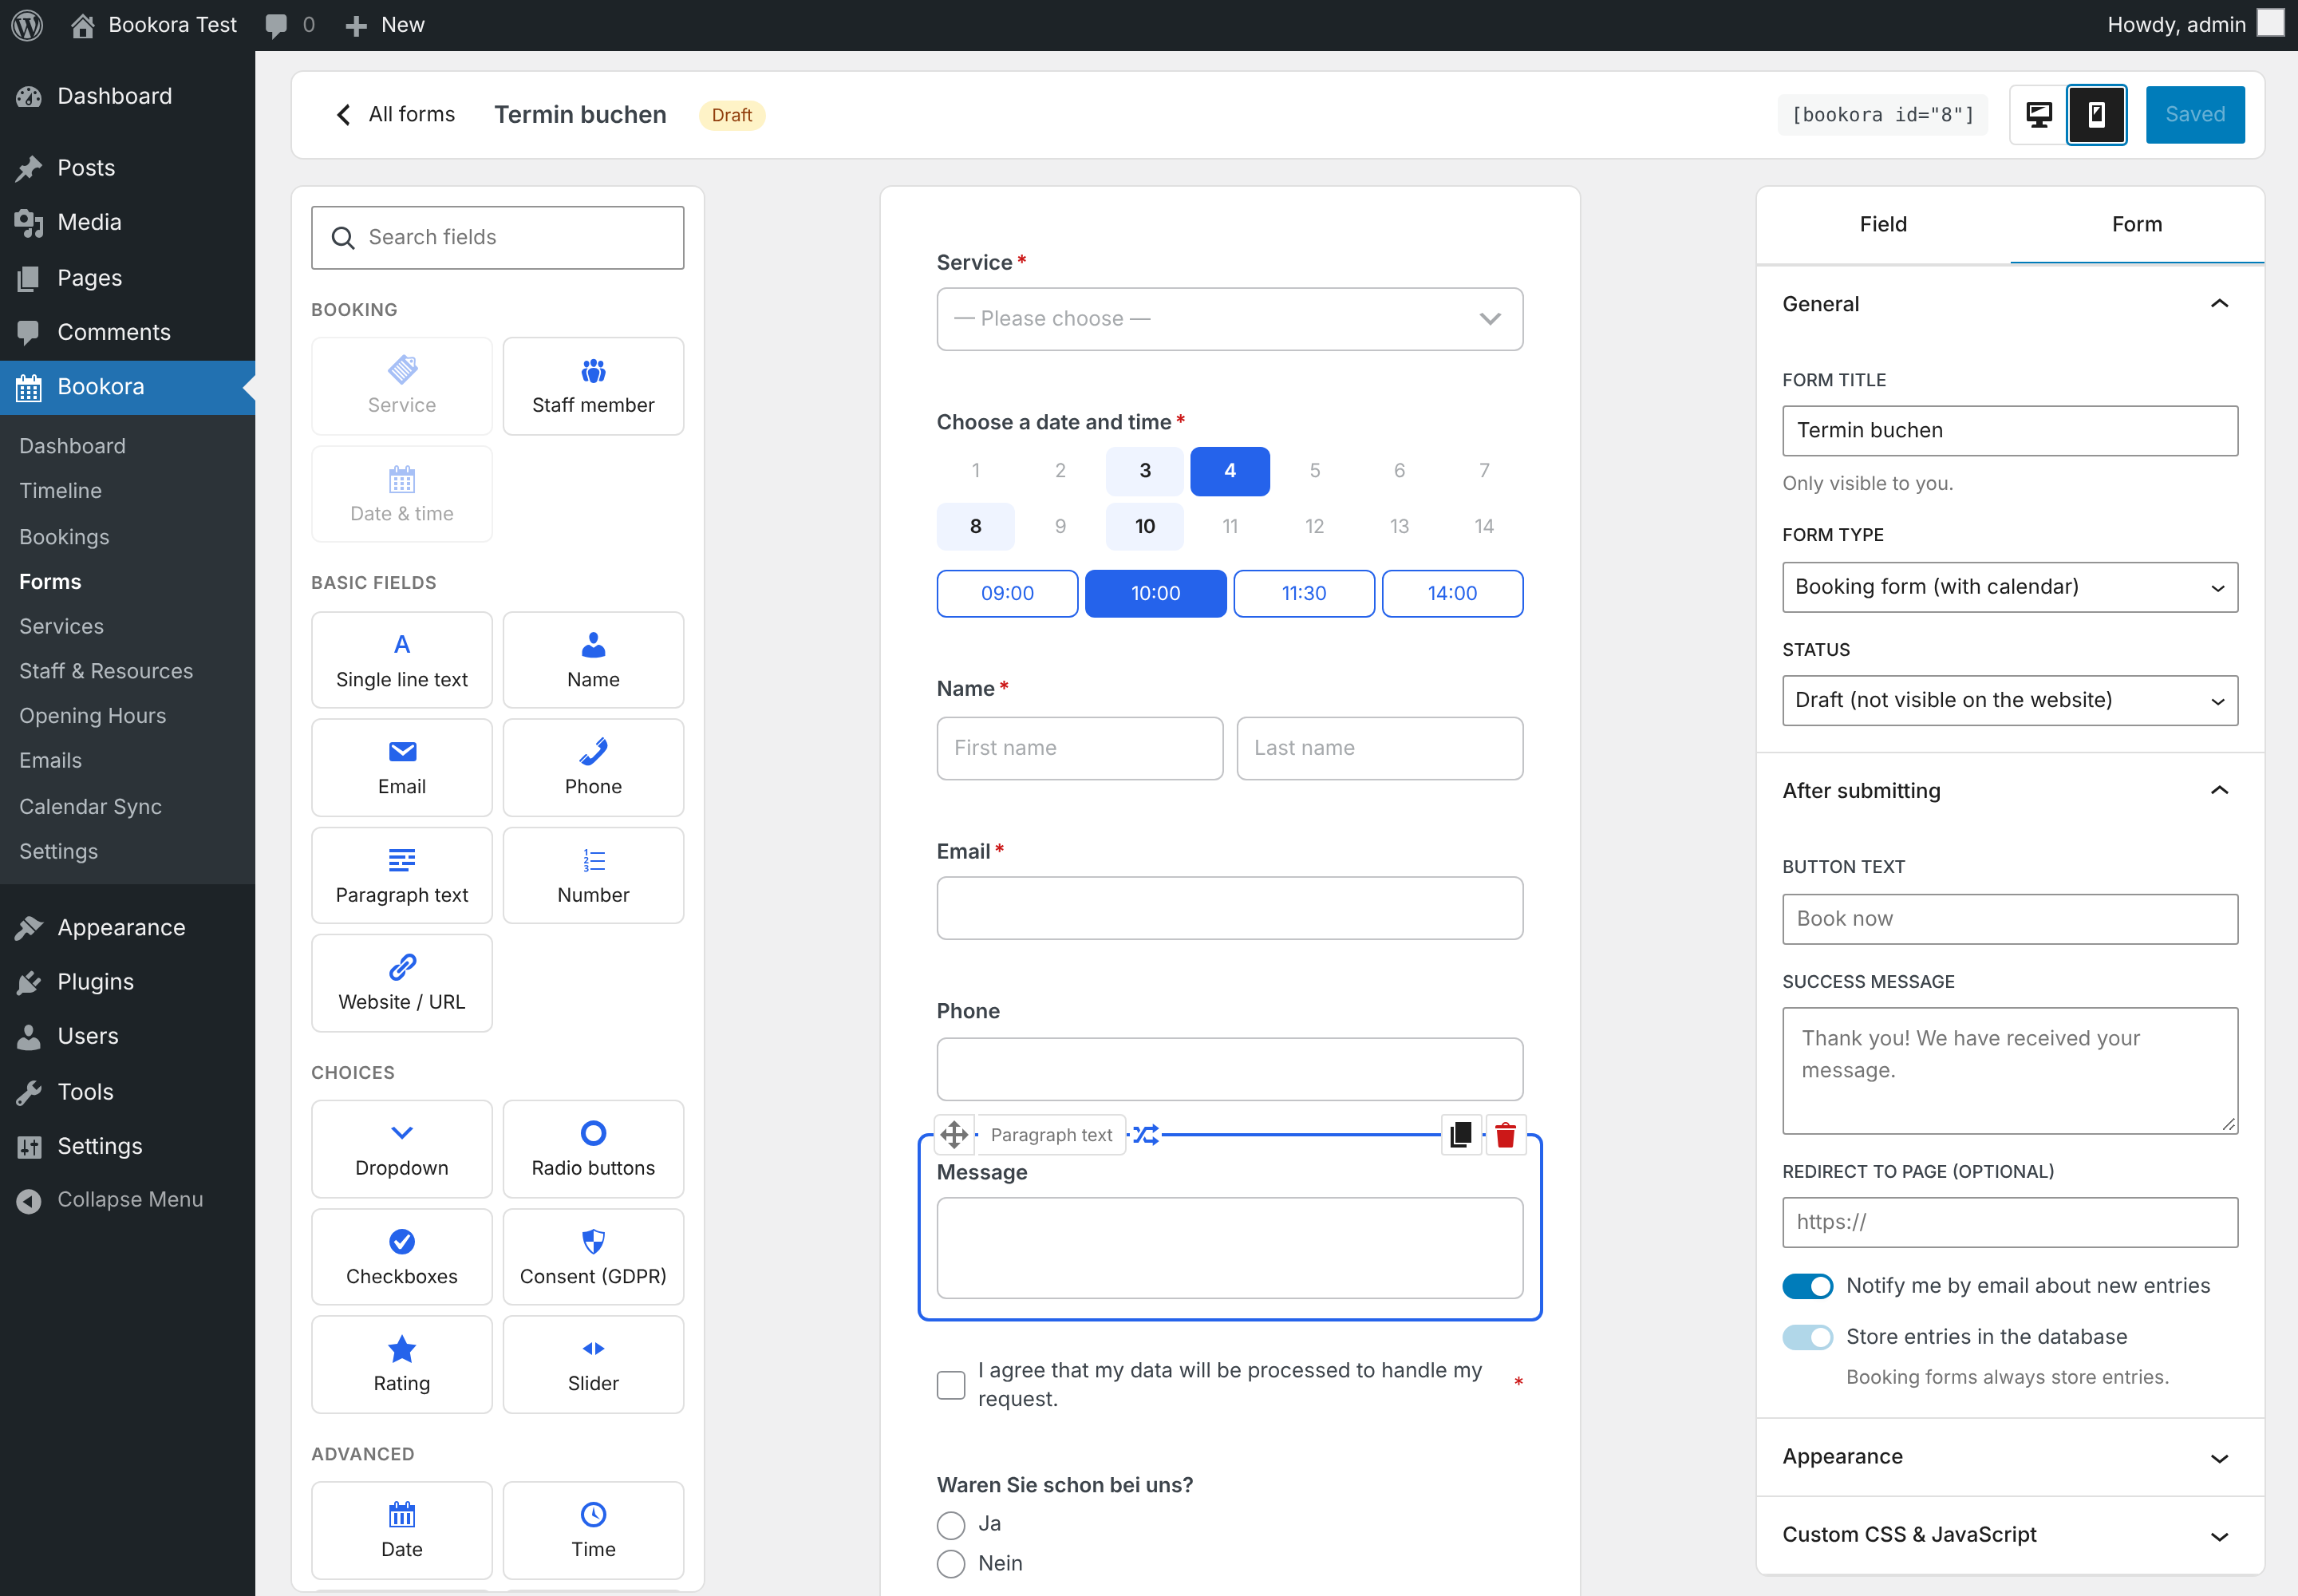 Bookora Test
0
New
Howdy, admin
Dashboard
Posts
Media
Pages
Comments
Bookora
Dashboard
Timeline
Bookings
Forms
Services
Staff & Resources
Opening Hours
Emails
Calendar Sync
Settings
Appearance
Plugins
Users
Tools
Settings
Collapse Menu
All forms
Termin buchen
Draft
[bookora id="8"]
Saved
Search fields
BOOKING
Service
Staff member
Date & time
BASIC FIELDS
Single line text
Name
Email
Phone
Paragraph text
Number
Website / URL
CHOICES
Dropdown
Radio buttons
Checkboxes
Consent (GDPR)
Rating
Slider
ADVANCED
Date
Time
Service *
— Please choose —
Choose a date and time *
1 2 3 4 5 6 7
8 9 10 11 12 13 14
09:00 10:00 11:30 14:00
Name *
First name
Last name
Email *
Phone
Paragraph text
Message
I agree that my data will be processed to handle my
request. *
Waren Sie schon bei uns?
Ja
Nein
Field
Form
General
FORM TITLE
Termin buchen
Only visible to you.
FORM TYPE
Booking form (with calendar)
STATUS
Draft (not visible on the website)
After submitting
BUTTON TEXT
Book now
SUCCESS MESSAGE
Thank you! We have received your
message.
REDIRECT TO PAGE (OPTIONAL)
https://
Notify me by email about new entries
Store entries in the database
Booking forms always store entries.
Appearance
Custom CSS & JavaScript